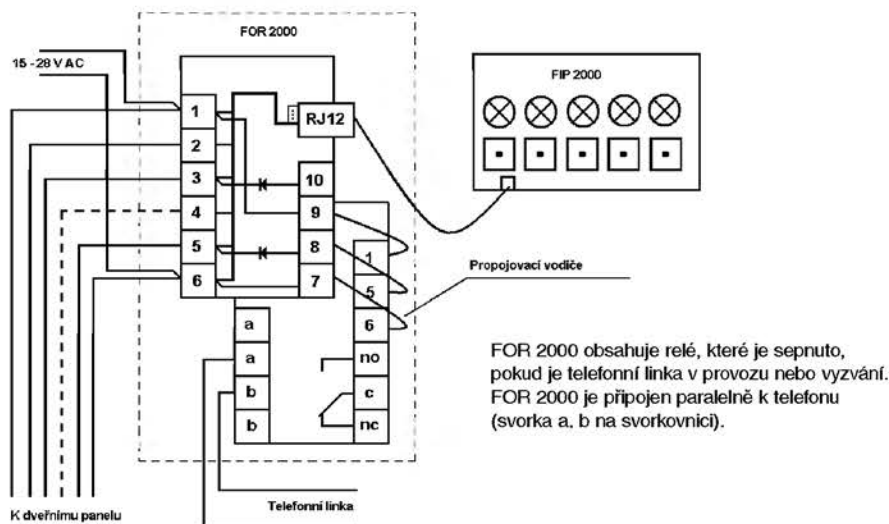 FOR 2000
15 -28 V AC
FIP 2000
1
RJ12
2
3
10
4
9
5
8
1
6
7
5
Propojovací vodiče
a
6
a
no
b
c
b
nc
FOR 2000 obsahuje relé, které je sepnuto,
pokud je telefonní linka v provozu nebo vyzvání.
FOR 2000 je připojen paralelně k telefonu
(svorka a, b na svorkovnici).
K dveřnímu panelu
Telefonní linka